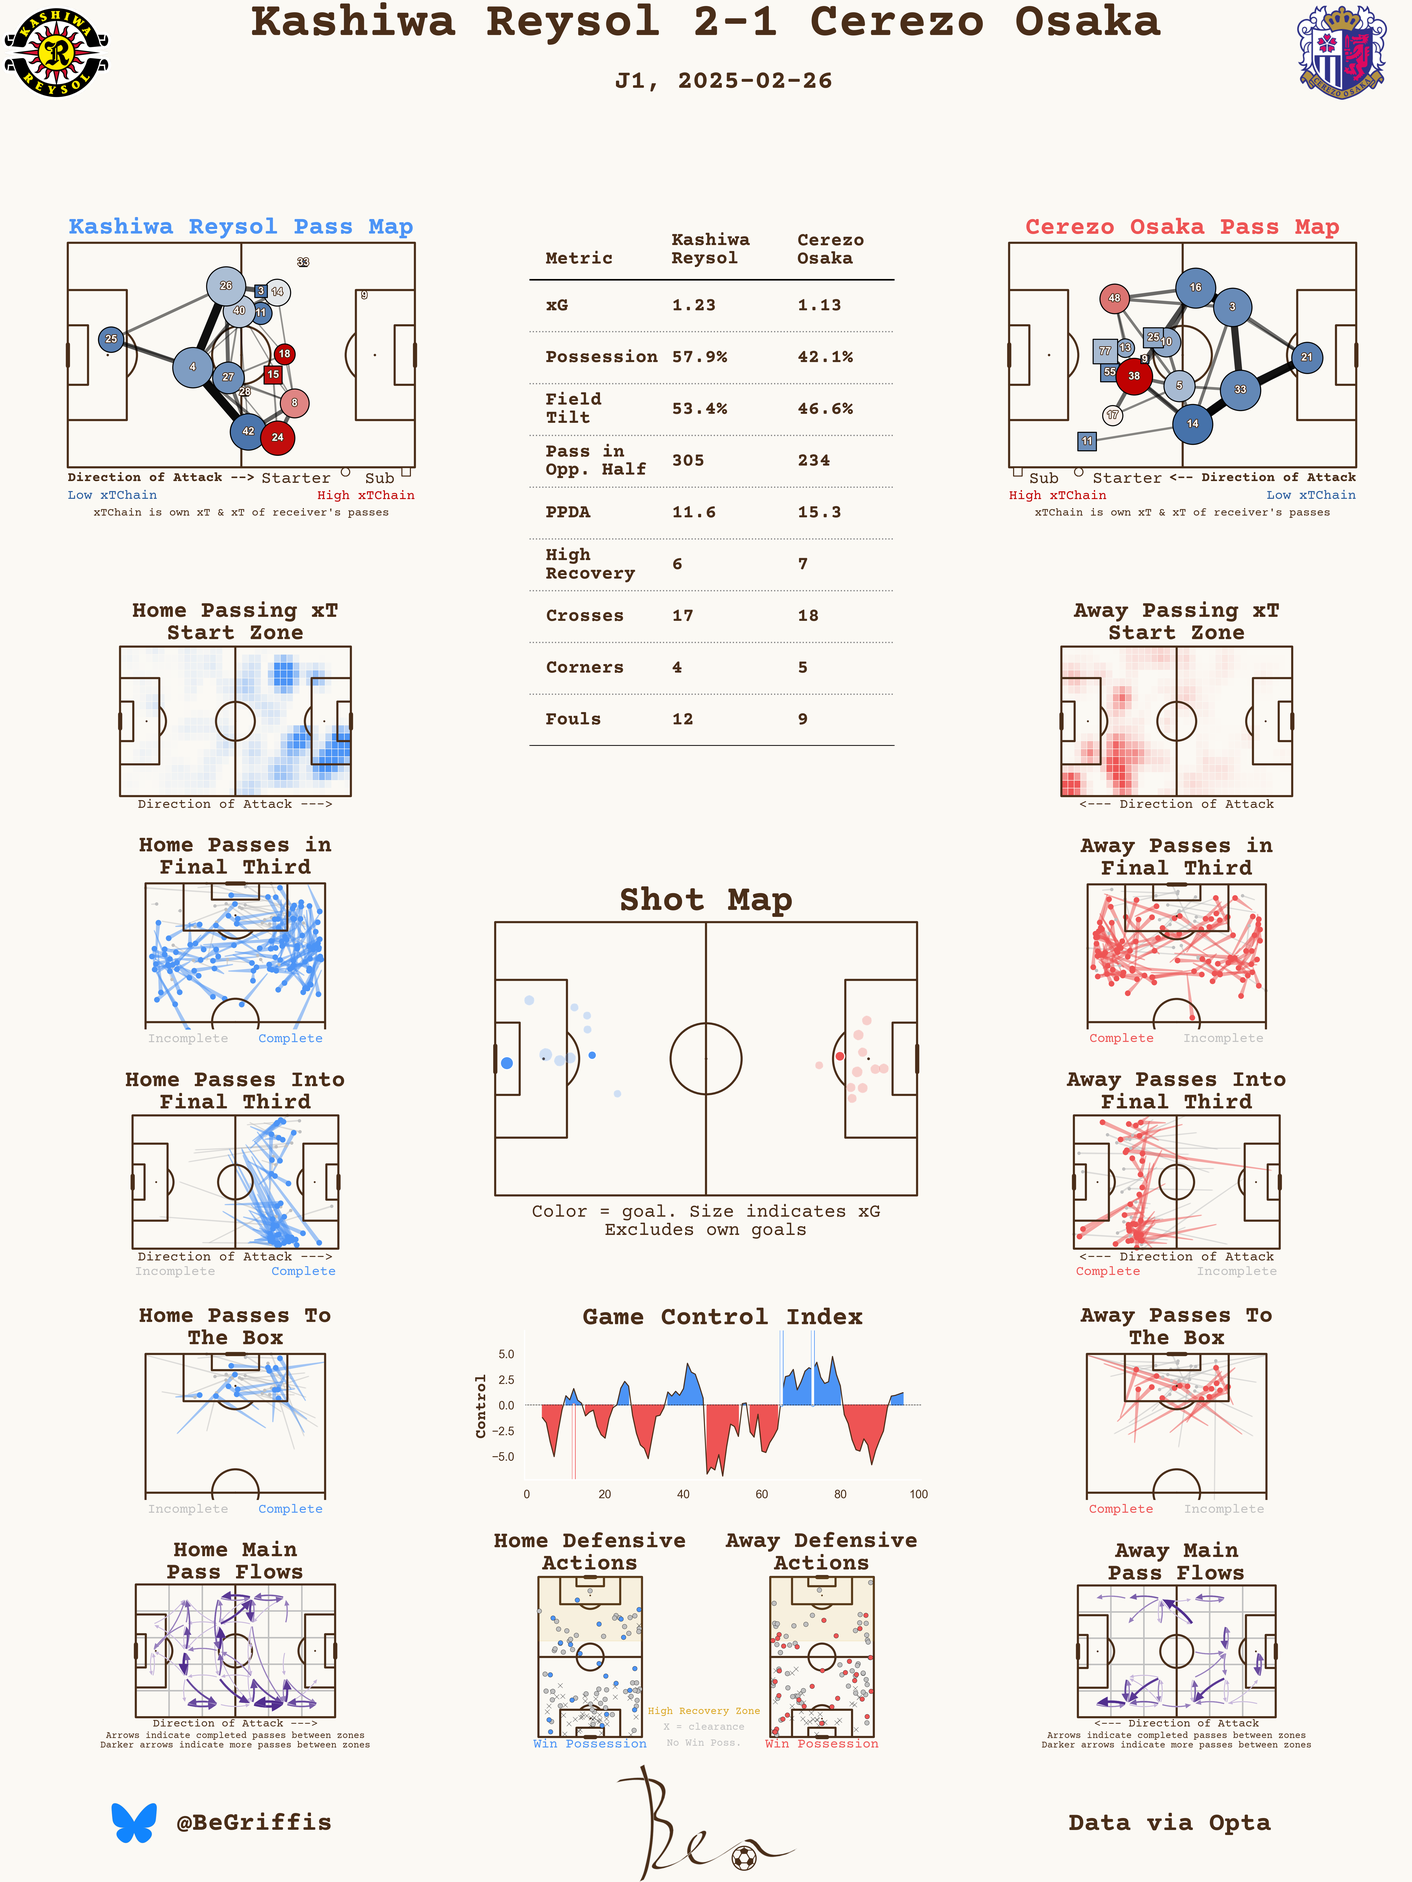 Kashiwa Reysol 2-1 Cerezo Osaka
J1, 2025-02-26
KASHIWA
R
REYSOL
CEREZO OSAKA
Kashiwa Reysol Pass Map
33
9
26
3
14
40
11
25
18
4
27
15
28
8
42
24
Direction of Attack --> Starter Sub
Low xTChain High xTChain
xTChain is own xT & xT of receiver's passes
Metric Kashiwa Reysol Cerezo Osaka
xG 1.23 1.13
Possession 57.9% 42.1%
Field Tilt 53.4% 46.6%
Pass in Opp. Half 305 234
PPDA 11.6 15.3
High Recovery 6 7
Crosses 17 18
Corners 4 5
Fouls 12 9
Cerezo Osaka Pass Map
48
16
3
25
10
13
77
9
21
55
38
5
33
17
14
11
Sub Starter <-- Direction of Attack
High xTChain Low xTChain
xTChain is own xT & xT of receiver's passes
Home Passing xT
Start Zone
Direction of Attack --->
Away Passing xT
Start Zone
<--- Direction of Attack
Home Passes in
Final Third
Incomplete Complete
Away Passes in
Final Third
Complete Incomplete
Shot Map
Color = goal. Size indicates xG
Excludes own goals
Home Passes Into
Final Third
Direction of Attack --->
Incomplete Complete
Away Passes Into
Final Third
<--- Direction of Attack
Complete Incomplete
Home Passes To
The Box
Incomplete Complete
Game Control Index
Control
5.0
2.5
0.0
−2.5
−5.0
0 20 40 60 80 100
Away Passes To
The Box
Complete Incomplete
Home Main
Pass Flows
Direction of Attack --->
Arrows indicate completed passes between zones
Darker arrows indicate more passes between zones
Home Defensive
Actions
Win Possession
Away Defensive
Actions
Win Possession
High Recovery Zone
X = clearance
No Win Poss.
Away Main
Pass Flows
<--- Direction of Attack
Arrows indicate completed passes between zones
Darker arrows indicate more passes between zones
@BeGriffis
Ben
Data via Opta